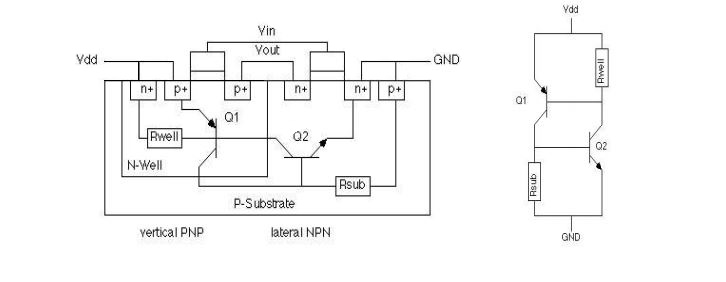 Vin
Vout
Vdd
GND
n+ p+ p+ n+ n+ p+
Q1
Q2
Rwell
N-Well
Rsub
P-Substrate
vertical PNP
lateral NPN
Vdd
Rwell
Q1
Q2
Rsub
GND